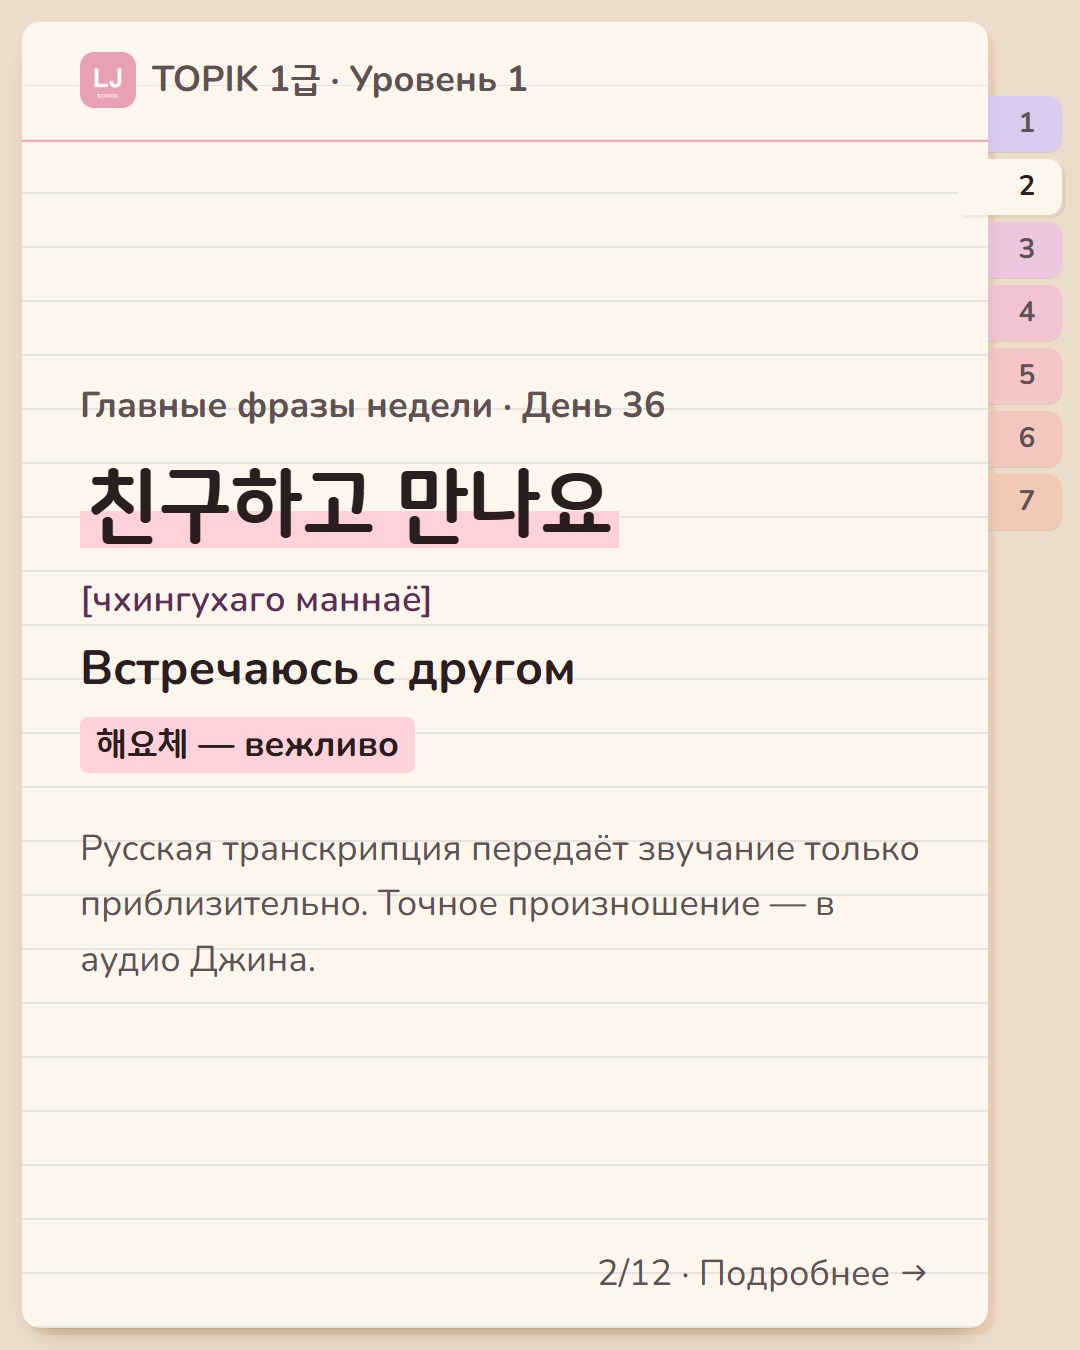 LJ
SCHOOL
TOPIK 1급 · Уровень 1
1
2
3
4
5
6
7
Главные фразы недели · День 36
친구하고 만나요
[чхингухаго маннаё]
Встречаюсь с другом
해요체 — вежливо
Русская транскрипция передаёт звучание только
приблизительно. Точное произношение — в
аудио Джина.
2/12 · Подробнее →